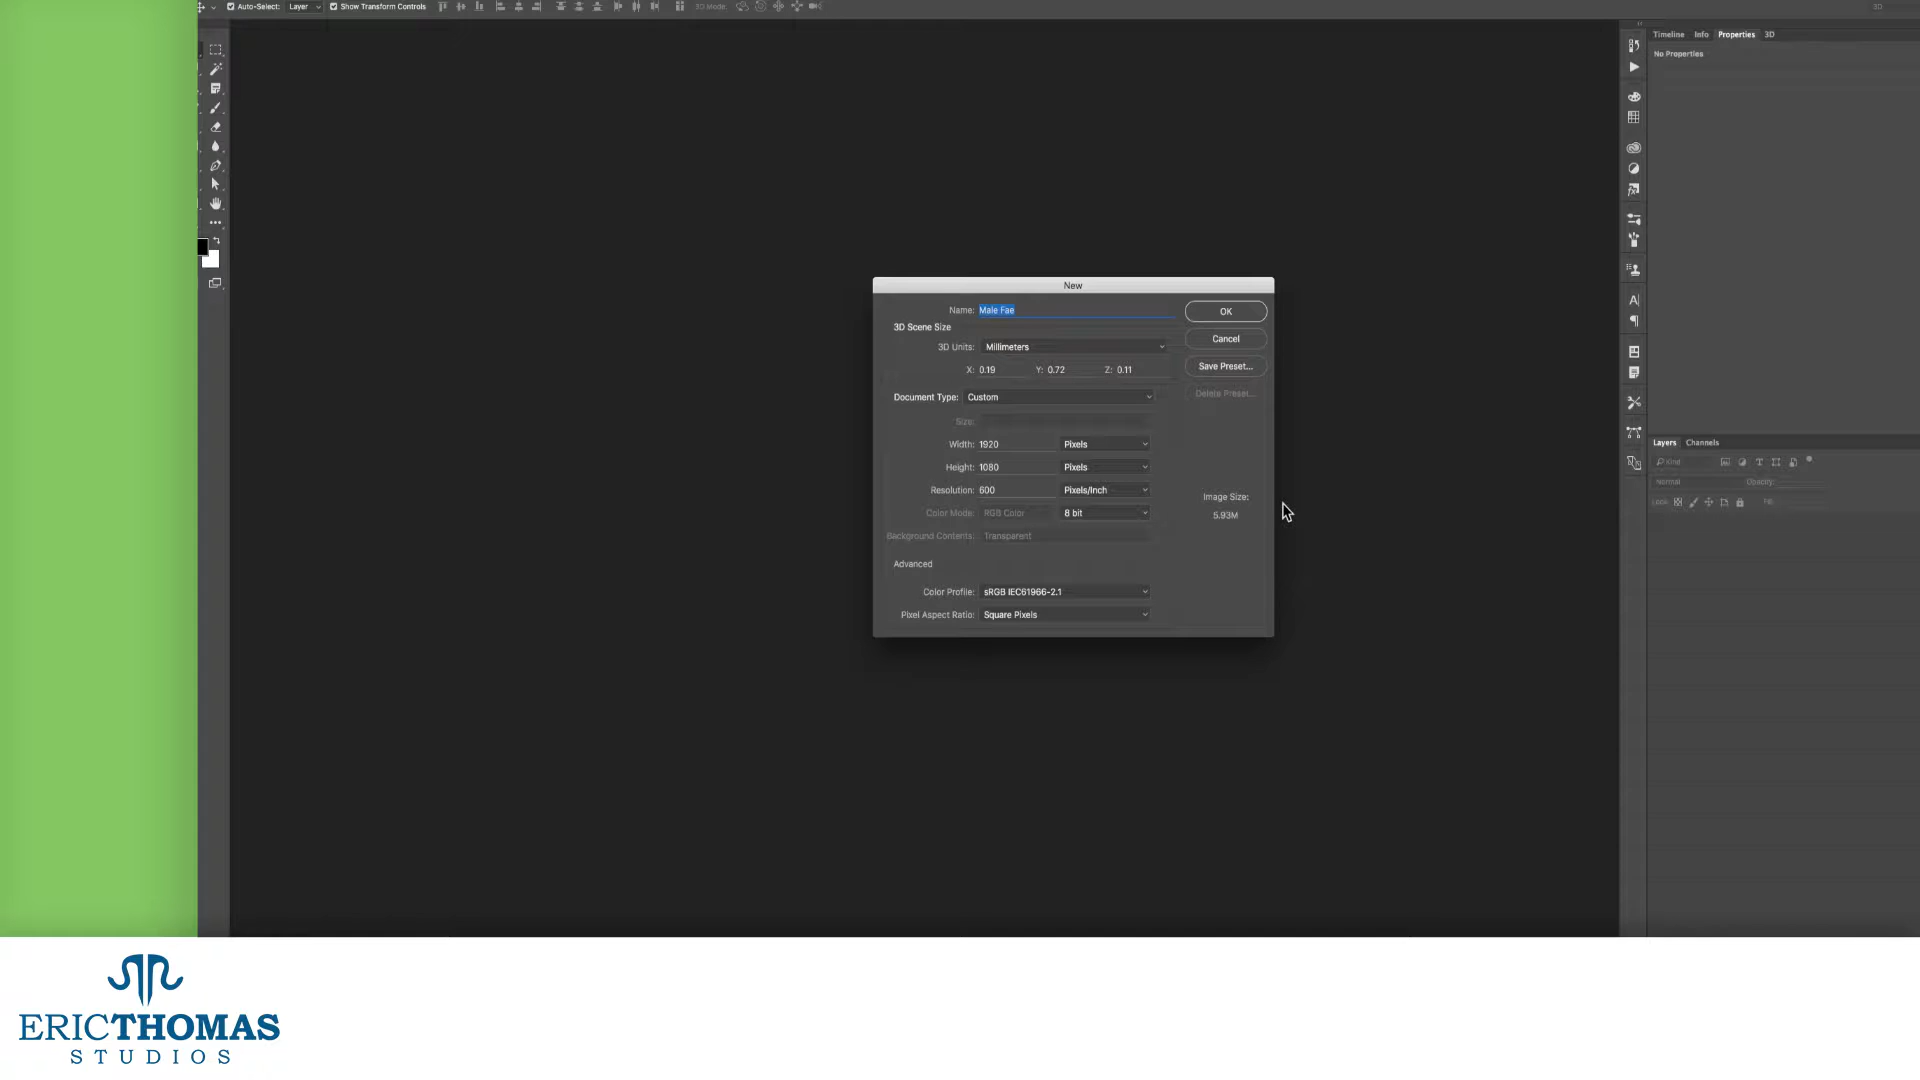 Auto-Select: Layer Show Transform Controls 3D Mode: 3D
Timeline Info Properties 3D
No Properties
New
Name: Male Fae
OK
3D Scene Size
Cancel
3D Units: Millimeters
Save Preset...
X: 0.19 Y: 0.72 Z: 0.11
Delete Preset...
Document Type: Custom
Size:
Width: 1920 Pixels
Height: 1080 Pixels
Resolution: 600 Pixels/Inch
Image Size:
5.93M
Color Mode: RGB Color 8 bit
Background Contents: Transparent
Advanced
Color Profile: sRGB IEC61966-2.1
Pixel Aspect Ratio: Square Pixels
Layers Channels
Kind
Normal Opacity:
Lock: Fill:
ERICTHOMAS
STUDIOS